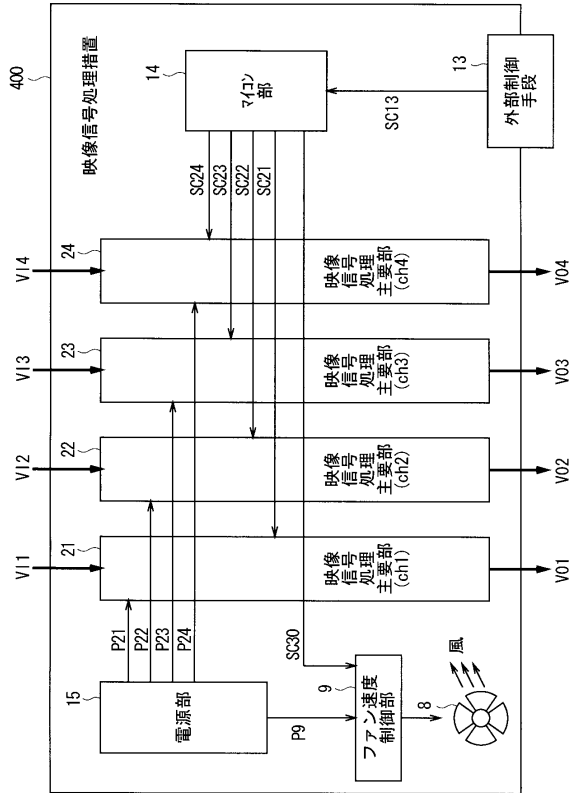 400
映像信号処理措置
VI1
VI2
VI3
VI4
15
電源部
P21
P22
P23
P24
21
映像
信号
処理
主要部
(ch1)
22
映像
信号
処理
主要部
(ch2)
23
映像
信号
処理
主要部
(ch3)
24
映像
信号
処理
主要部
(ch4)
SC24
SC23
SC22
SC21
14
マイコン
部
SC13
13
外部制御
手段
P9
SC30
9
ファン速度
制御部
8
風
VO1
VO2
VO3
VO4